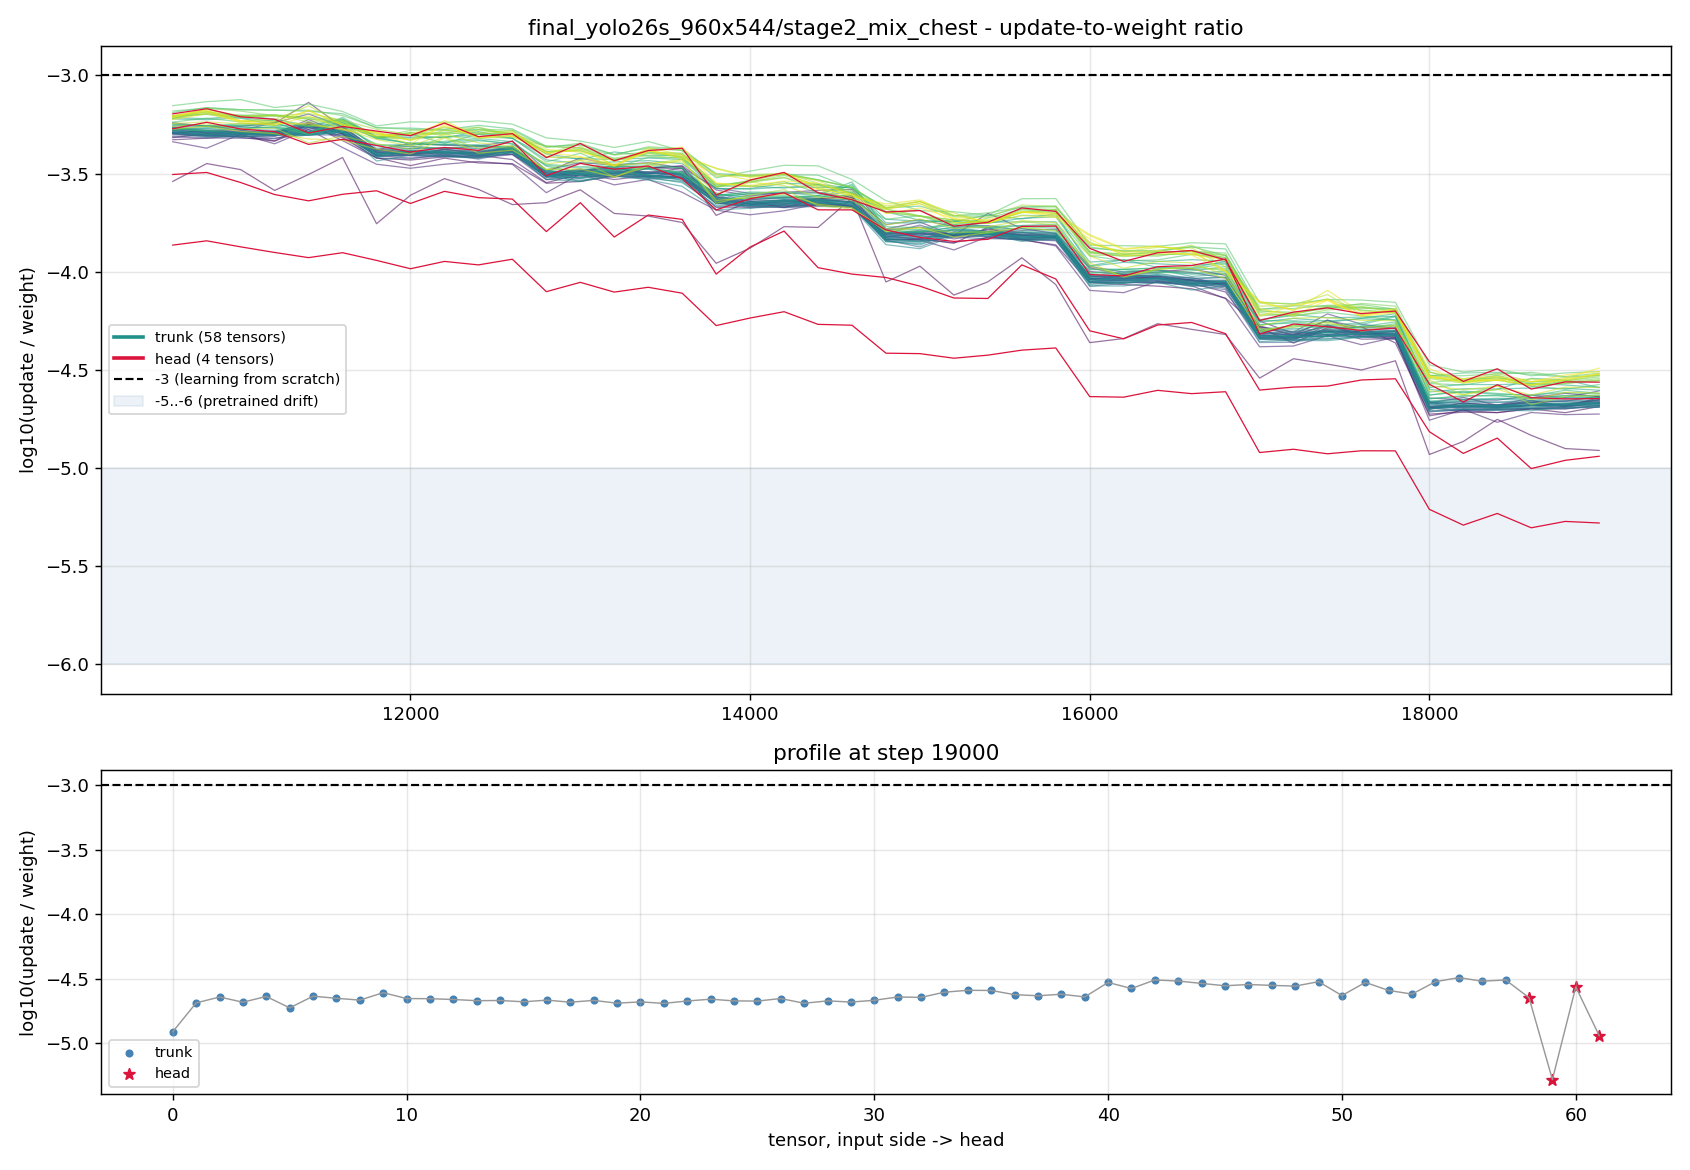 final_yolo26s_960x544/stage2_mix_chest - update-to-weight ratio
log10(update / weight)
−3.0
−3.5
−4.0
−4.5
−5.0
−5.5
−6.0
trunk (58 tensors)
head (4 tensors)
-3 (learning from scratch)
-5..-6 (pretrained drift)
12000 14000 16000 18000
profile at step 19000
log10(update / weight)
−3.0
−3.5
−4.0
−4.5
−5.0
trunk
head
0 10 20 30 40 50 60
tensor, input side -> head